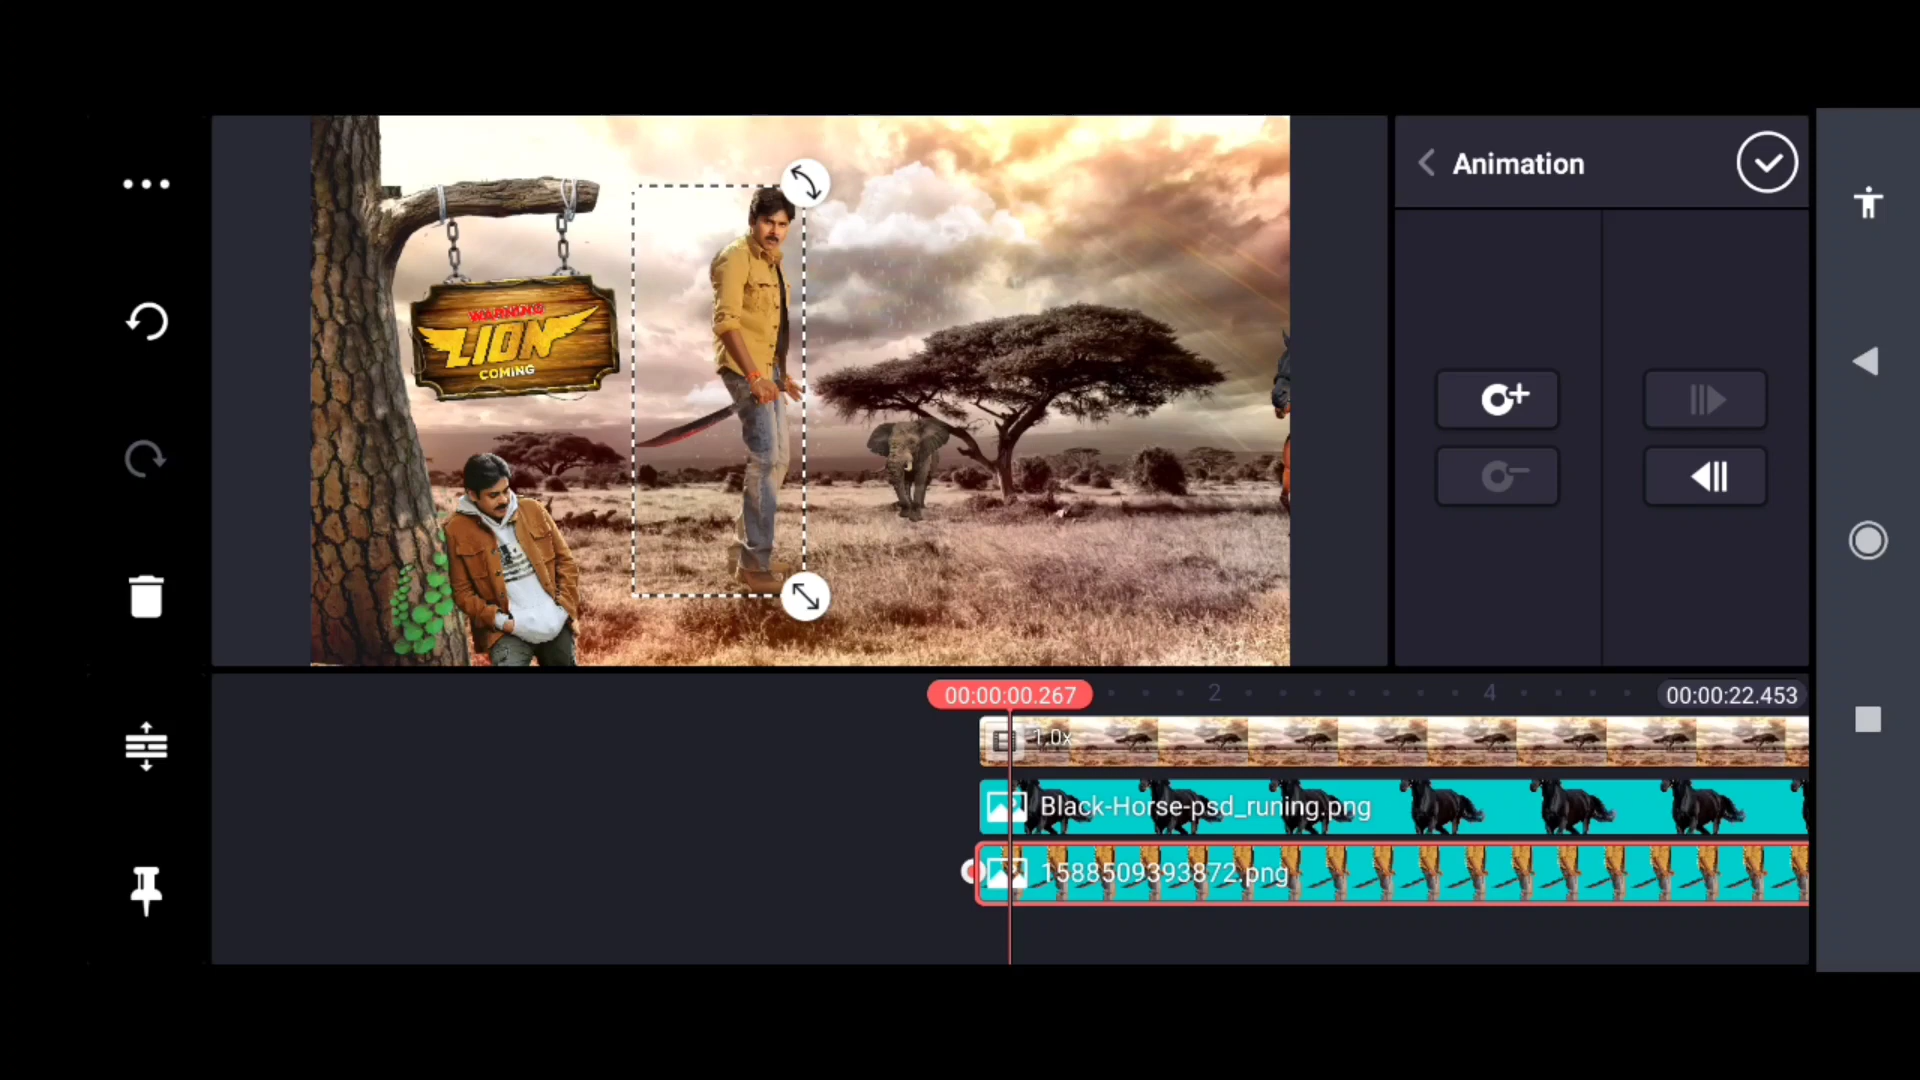 Animation
WARNING
LION
COMING
00:00:00.267
2
4
00:00:22.453
1.0x
Black-Horse-psd_runing.png
1588509393872.png